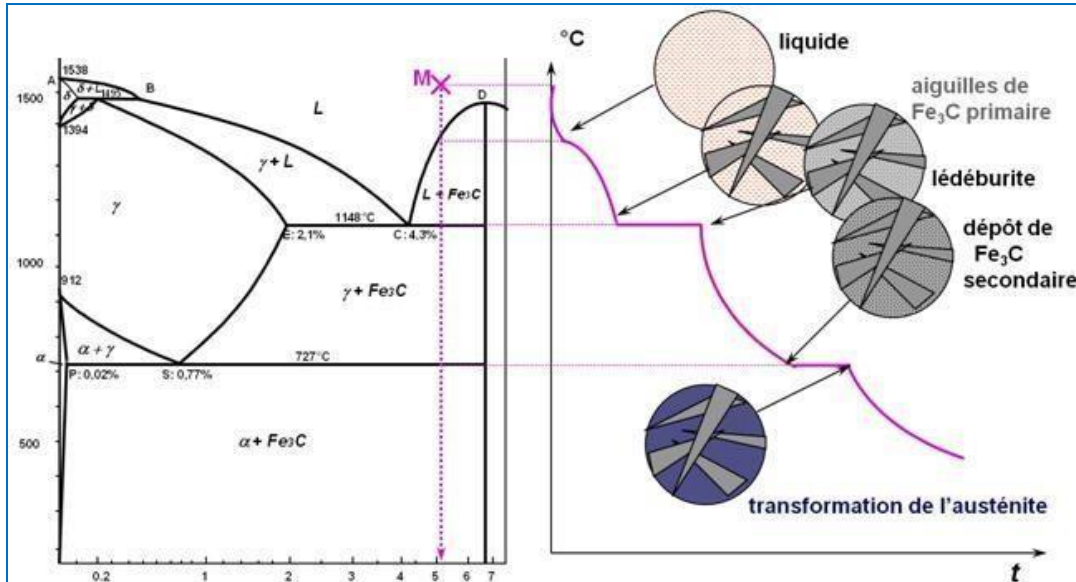 A 1538
B
δ+L
1495
δ
γ+δ
1500
1394
M
D
L
γ + L
L + Fe3C
γ
1148°C
E: 2,1%
C: 4,3%
1000
912
γ + Fe3C
α + γ
α
727°C
P: 0,02%
S: 0,77%
500
α + Fe3C
0.2 1 2 3 4 5 6 7
°C
liquide
aiguilles de
Fe3C primaire
lédéburite
dépôt de
Fe3C
secondaire
transformation de l'austénite
t